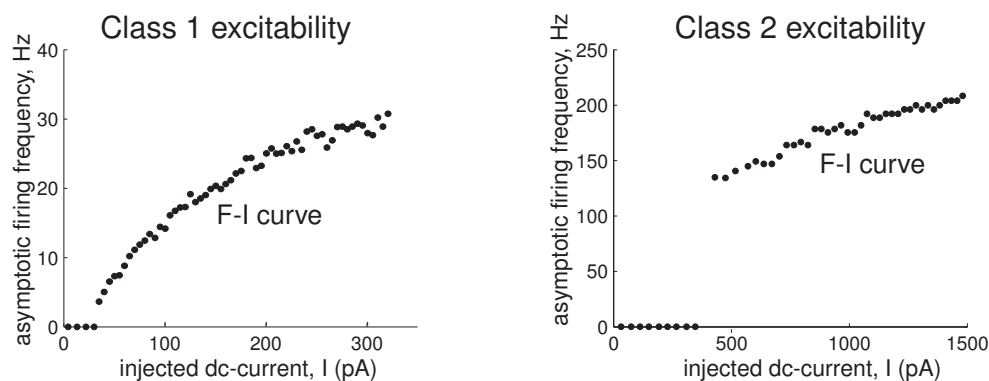 Class 1 excitability
asymptotic firing frequency, Hz
40
30
20
10
0
F-I curve
0 100 200 300
injected dc-current, I (pA)
Class 2 excitability
asymptotic firing frequency, Hz
250
200
150
100
50
0
F-I curve
0 500 1000 1500
injected dc-current, I (pA)